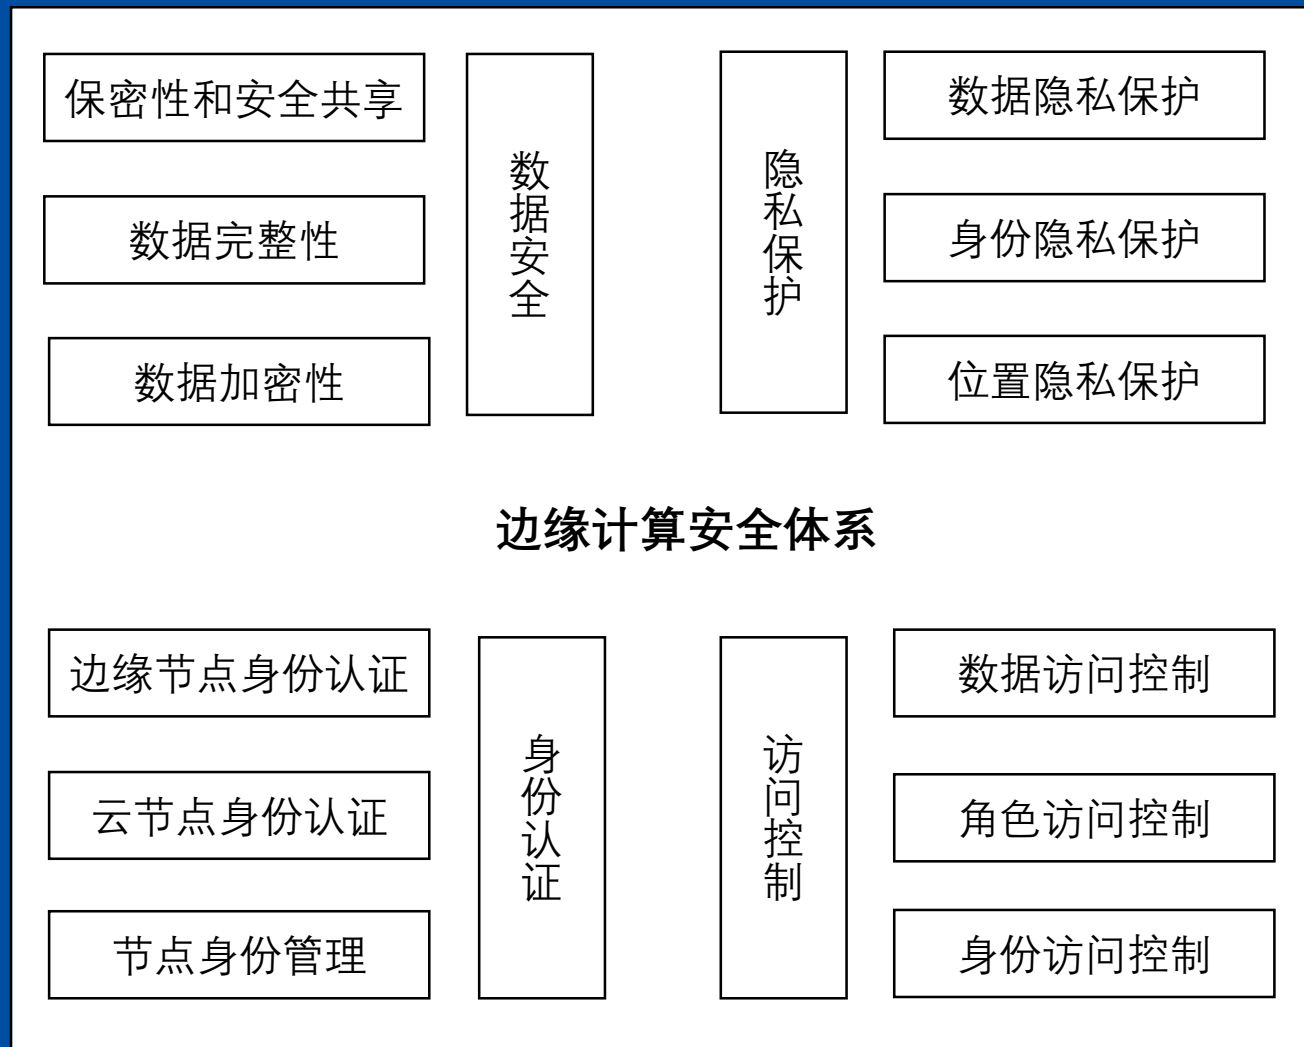 保密性和安全共享
数据完整性
数据加密性
数据安全
隐私保护
数据隐私保护
身份隐私保护
位置隐私保护
边缘计算安全体系
边缘节点身份认证
云节点身份认证
节点身份管理
身份认证
访问控制
数据访问控制
角色访问控制
身份访问控制